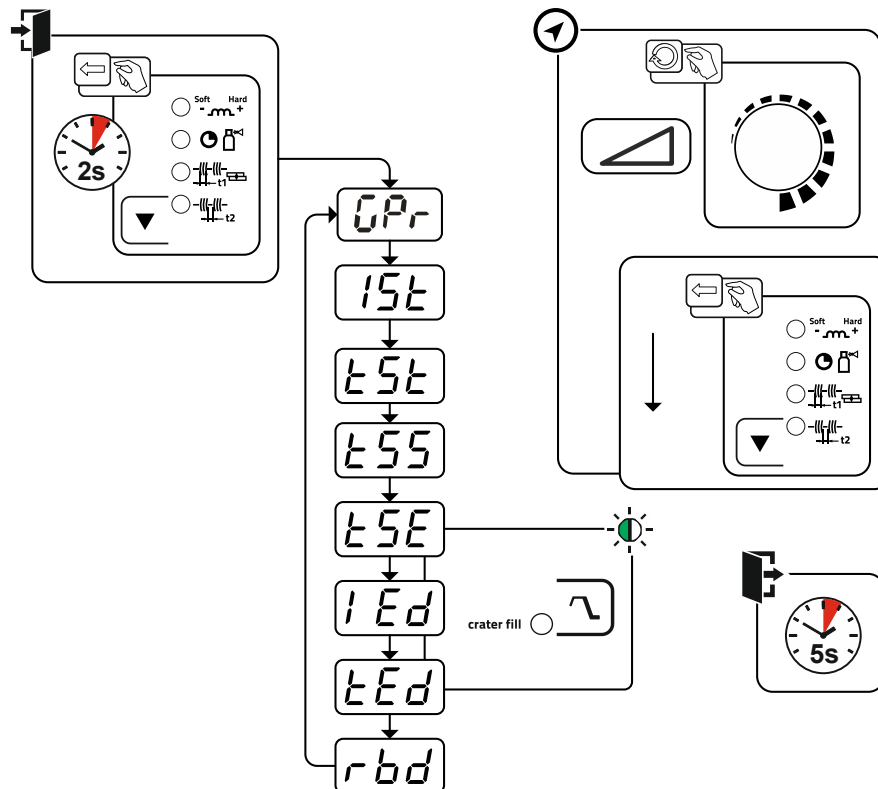 Soft Hard
- +
2s
t1
t2
GPr
ISt
tSt
tSS
tSE
IEd
tEd
rbd
Soft Hard
- +
t1
t2
crater fill
5s